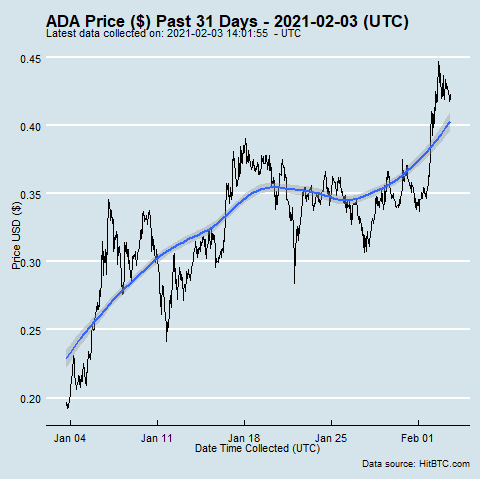 ADA Price ($) Past 31 Days - 2021-02-03 (UTC)
Latest data collected on: 2021-02-03 14:01:55 - UTC
0.45
0.40
0.35
0.30
0.25
0.20
Price USD ($)
Jan 04 Jan 11 Jan 18 Jan 25 Feb 01
Date Time Collected (UTC)
Data source: HitBTC.com